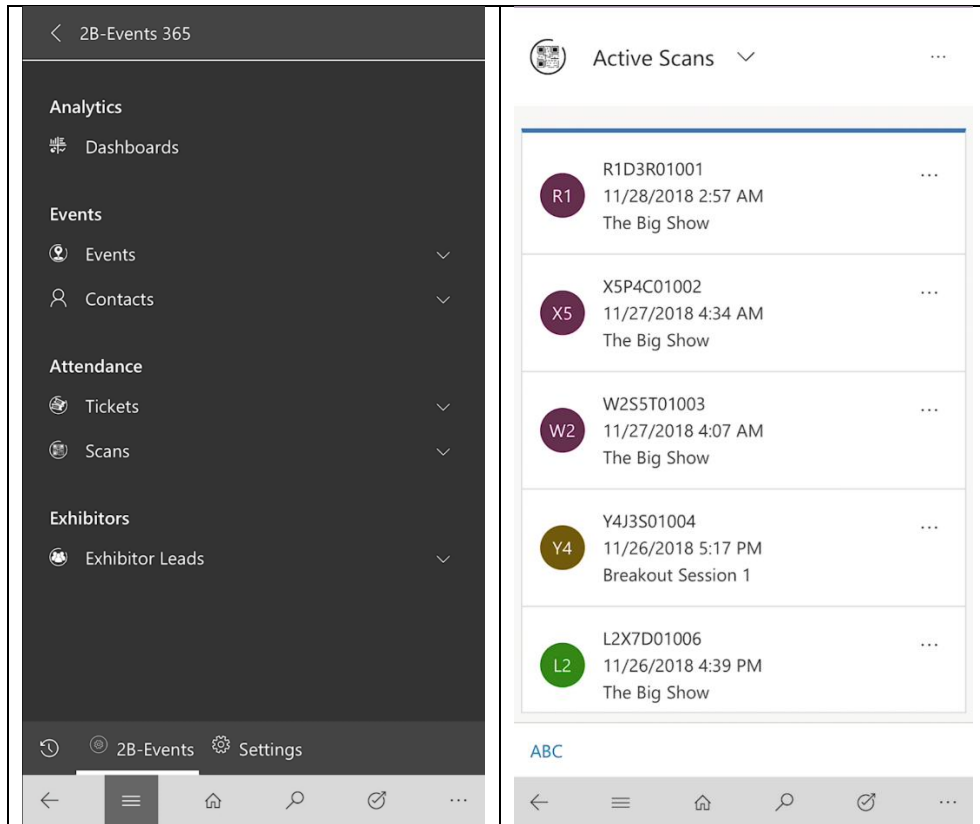 2B-Events 365
Analytics
Dashboards
Events
Events
Contacts
Attendance
Tickets
Scans
Exhibitors
Exhibitor Leads
2B-Events Settings
Active Scans
R1
R1D3R01001
11/28/2018 2:57 AM
The Big Show
X5
X5P4C01002
11/27/2018 4:34 AM
The Big Show
W2
W2S5T01003
11/27/2018 4:07 AM
The Big Show
Y4
Y4J3S01004
11/26/2018 5:17 PM
Breakout Session 1
L2
L2X7D01006
11/26/2018 4:39 PM
The Big Show
ABC